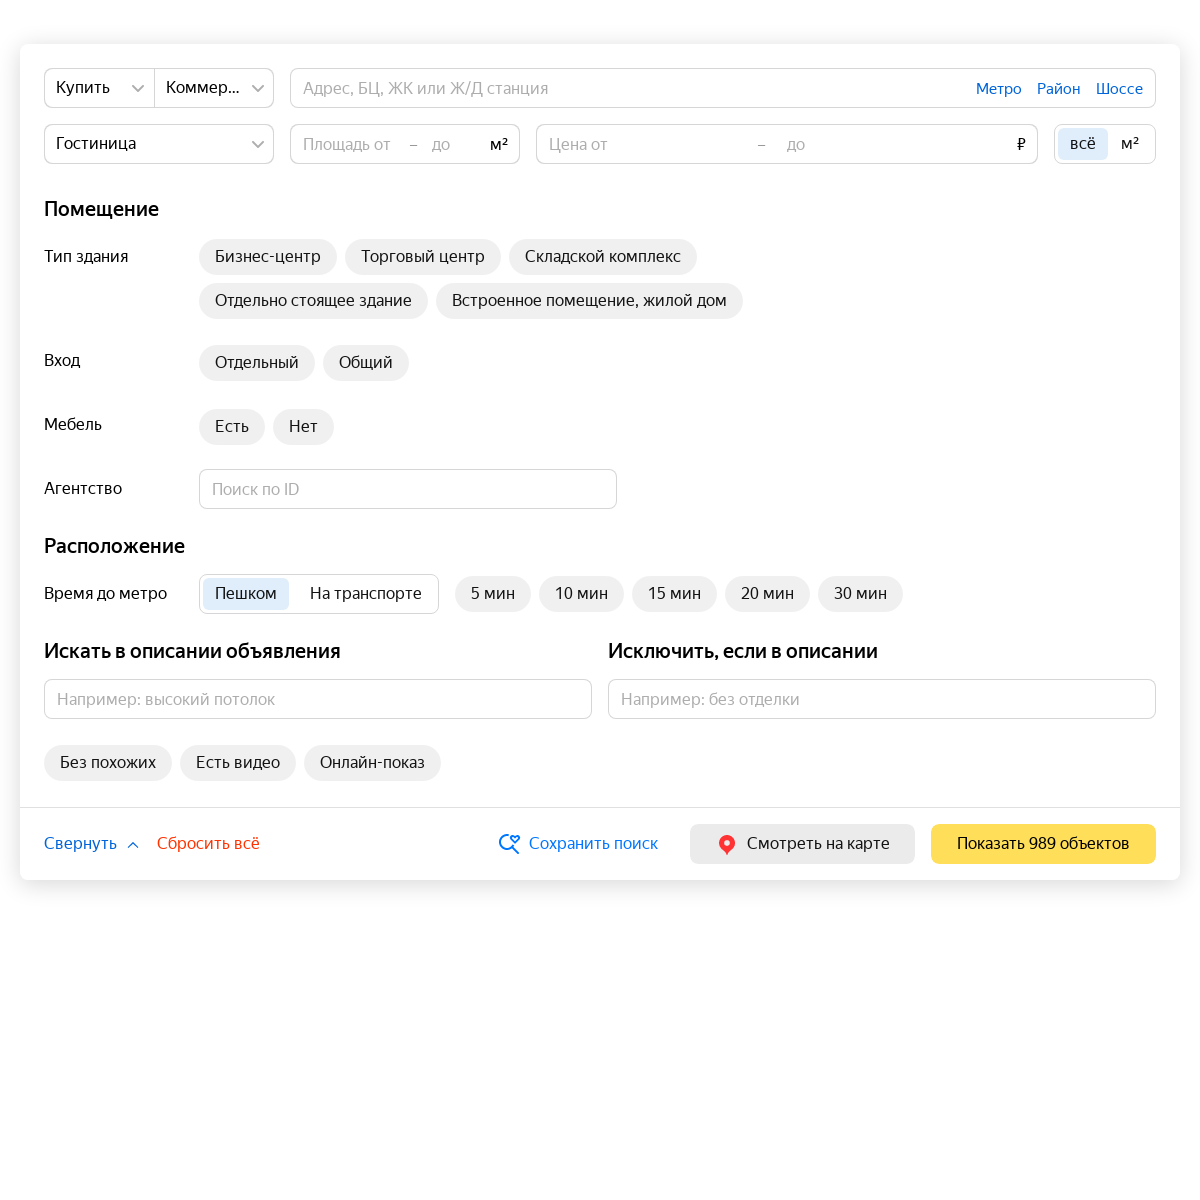 Купить Коммер... Адрес, БЦ, ЖК или Ж/Д станция Метро Район Шоссе
Гостиница Площадь от – до м² Цена от – до ₽ всё м²
Помещение
Тип здания Бизнес-центр Торговый центр Складской комплекс
Отдельно стоящее здание Встроенное помещение, жилой дом
Вход Отдельный Общий
Мебель Есть Нет
Агентство Поиск по ID
Расположение
Время до метро Пешком На транспорте 5 мин 10 мин 15 мин 20 мин 30 мин
Искать в описании объявления Исключить, если в описании
Например: высокий потолок Например: без отделки
Без похожих Есть видео Онлайн-показ
Свернуть Сбросить всё Сохранить поиск Смотреть на карте Показать 989 объектов